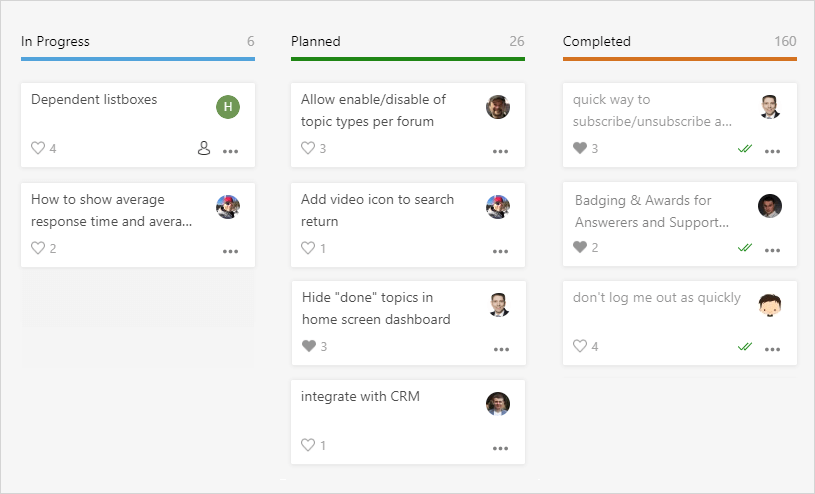 In Progress 6
Dependent listboxes
H
4
How to show average
response time and avera...
2
Planned 26
Allow enable/disable of
topic types per forum
3
Add video icon to search
return
1
Hide "done" topics in
home screen dashboard
3
integrate with CRM
1
Completed 160
quick way to
subscribe/unsubscribe a...
3
Badging & Awards for
Answerers and Support...
2
don't log me out as quickly
4